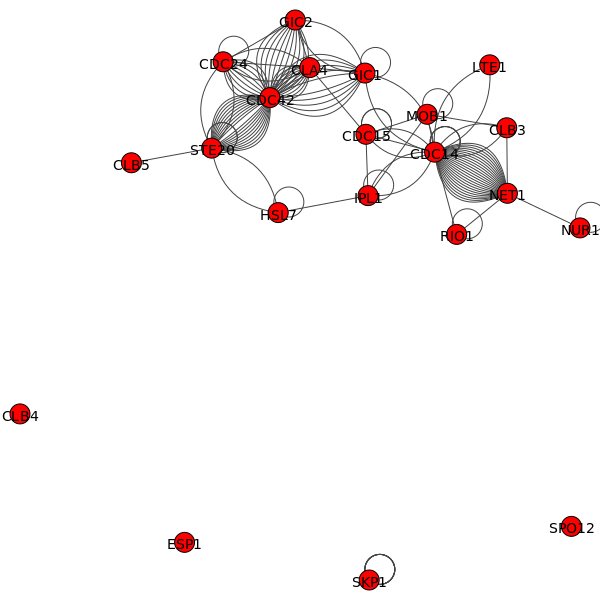 GIC2
CDC24
CLA4
GIC1
LTE1
CDC42
MOB1
CLB3
CDC15
STE20
CDC14
CLB5
IPL1
NET1
HSL7
RIO1
NUR1
CLB4
SPO12
ESP1
SKP1